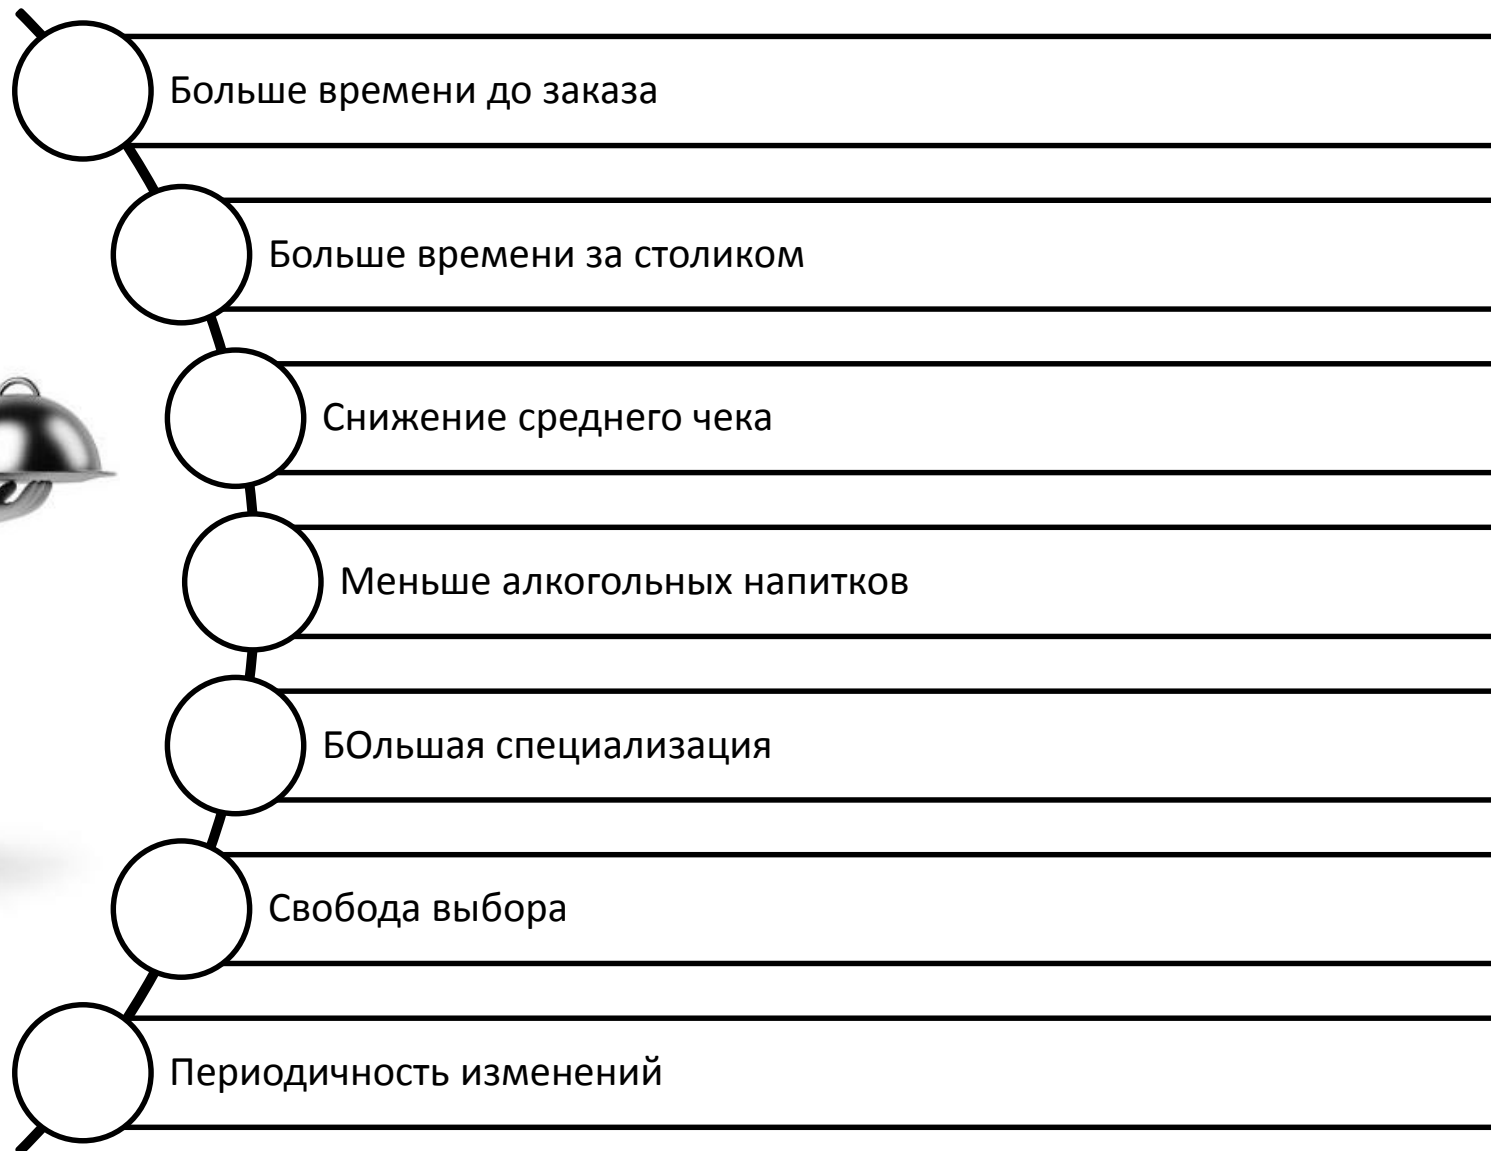 Больше времени до заказа
Больше времени за столиком
Снижение среднего чека
Меньше алкогольных напитков
БОльшая специализация
Свобода выбора
Периодичность изменений